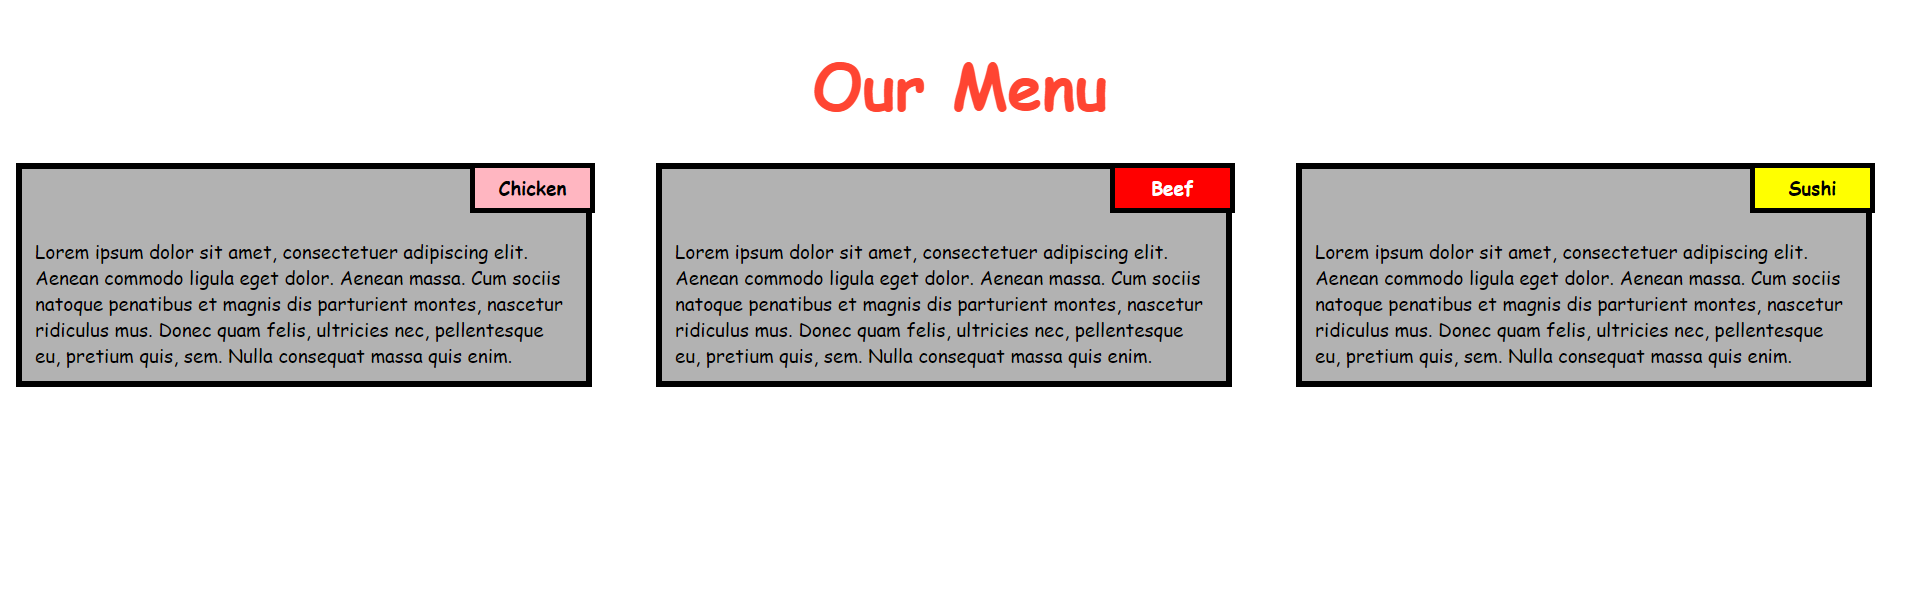 Our Menu
Chicken
Lorem ipsum dolor sit amet, consectetuer adipiscing elit.
Aenean commodo ligula eget dolor. Aenean massa. Cum sociis
natoque penatibus et magnis dis parturient montes, nascetur
ridiculus mus. Donec quam felis, ultricies nec, pellentesque
eu, pretium quis, sem. Nulla consequat massa quis enim.
Beef
Lorem ipsum dolor sit amet, consectetuer adipiscing elit.
Aenean commodo ligula eget dolor. Aenean massa. Cum sociis
natoque penatibus et magnis dis parturient montes, nascetur
ridiculus mus. Donec quam felis, ultricies nec, pellentesque
eu, pretium quis, sem. Nulla consequat massa quis enim.
Sushi
Lorem ipsum dolor sit amet, consectetuer adipiscing elit.
Aenean commodo ligula eget dolor. Aenean massa. Cum sociis
natoque penatibus et magnis dis parturient montes, nascetur
ridiculus mus. Donec quam felis, ultricies nec, pellentesque
eu, pretium quis, sem. Nulla consequat massa quis enim.